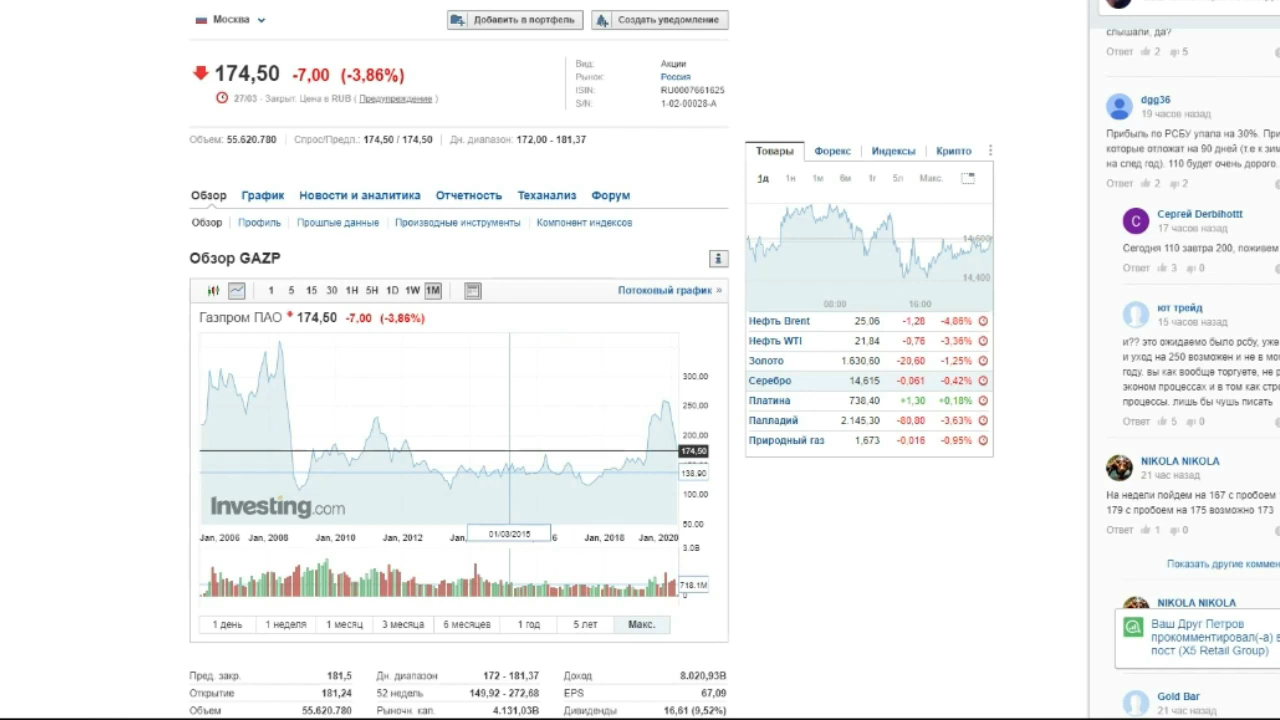 Москва
Добавить в портфель
Создать уведомление
174,50 -7,00 (-3,86%)
27/03 - Закрыт. Цена в RUB ( Предупреждение )
Вид: Акции
Рынок: Россия
ISIN: RU0007661625
S/N: 1-02-00028-A
Объем: 55.620.780 Спрос/Предл.: 174,50 / 174,50 Дн. диапазон: 172,00 - 181,37
Обзор График Новости и аналитика Отчетность Теханализ Форум
Обзор Профиль Прошлые данные Производные инструменты Компонент индексов
Обзор GAZP
1 5 15 30 1H 5H 1D 1W 1M
Потоковый график »
Газпром ПАО 174,50 -7,00 (-3,86%)
300,00
250,00
200,00
174,50
138,90
100,00
50,00
Investing.com
Jan, 2006 Jan, 2008 Jan, 2010 Jan, 2012 Jan, 01/03/2015 6 Jan, 2018 Jan, 2020
3.0B
718.1M
0
1 день 1 неделя 1 месяц 3 месяца 6 месяцев 1 год 5 лет Макс.
Пред. закр. 181,5 Дн. диапазон 172 - 181,37 Доход 8.020,93B
Открытие 181,24 52 недель 149,92 - 272,68 EPS 67,09
Объем 55.620.780 Рыночн. кап. 4.131,03B Дивиденды 16,61 (9,52%)
Товары Форекс Индексы Крипто
1д 1н 1м 6м 1г 5л Макс.
14,600
14,400
08:00 16:00
Нефть Brent 25,06 -1,28 -4,86%
Нефть WTI 21,84 -0,76 -3,36%
Золото 1.630,60 -20,60 -1,25%
Серебро 14,615 -0,061 -0,42%
Платина 738,40 +1,30 +0,18%
Палладий 2.145,30 -80,80 -3,63%
Природный газ 1,673 -0,016 -0,95%
слышали, да?
Ответ 2 5
dgg36
19 часов назад
Прибыль по РСБУ упала на 30%. При
которые отложат на 90 дней (т.е к зим
на след год). 110 будет очень дорого.
Ответ 2 2
С
Сергей Derbihottt
17 часов назад
Сегодня 110 завтра 200, поживем
Ответ 3 0
ют трейд
15 часов назад
и?? это ожидаемо было рсбу, уже
и уход на 250 возможен и не в мо
году. вы как вообще торгуете, не р
эконом процессах и в том как стро
процессы. лишь бы чушь писать
Ответ 5 0
NIKOLA NIKOLA
21 час назад
На недели пойдем на 167 с пробоем
179 с пробоем на 175 возможно 173
Ответ 1 0
Показать другие коммен
NIKOLA NIKOLA
Ваш Друг Петров
прокомментировал(-а) в
пост (X5 Retail Group)
Gold Bar
21 час назад